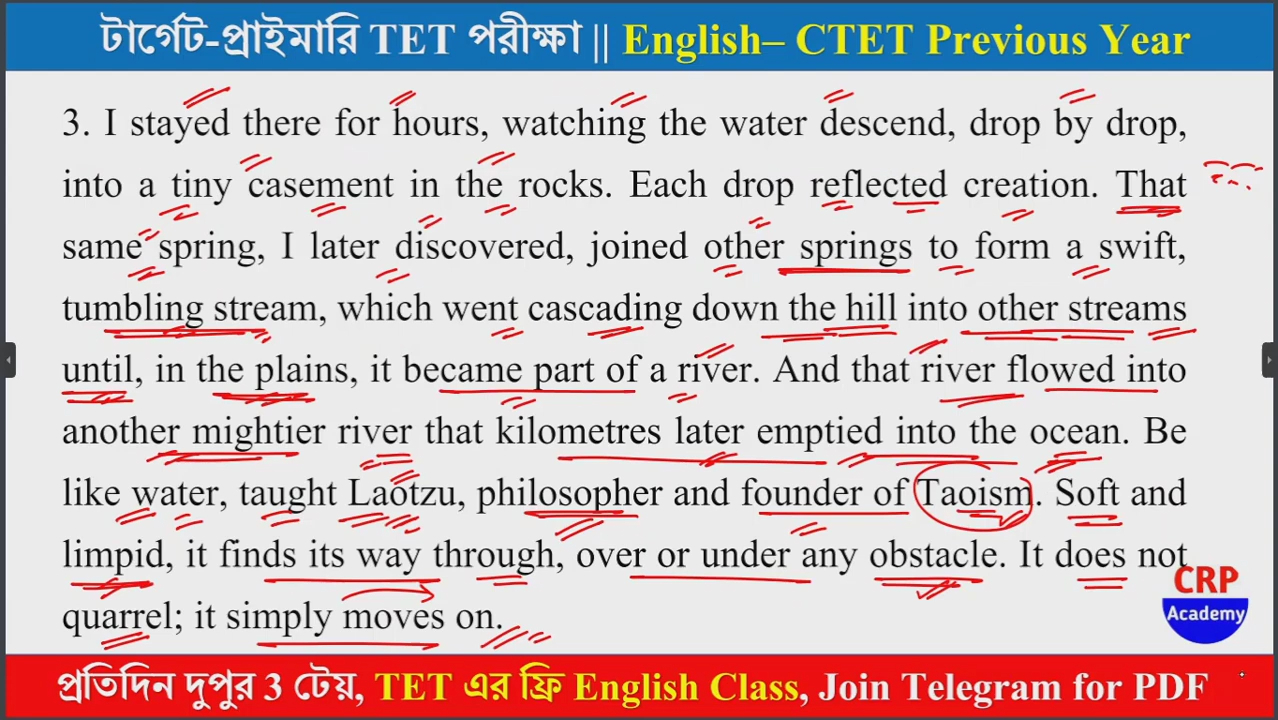 টার্গেট-প্রাইমারি TET পরীক্ষা || English– CTET Previous Year
3. I stayed there for hours, watching the water descend, drop by drop,
into a tiny casement in the rocks. Each drop reflected creation. That
same spring, I later discovered, joined other springs to form a swift,
tumbling stream, which went cascading down the hill into other streams
until, in the plains, it became part of a river. And that river flowed into
another mightier river that kilometres later emptied into the ocean. Be
like water, taught Laotzu, philosopher and founder of Taoism. Soft and
limpid, it finds its way through, over or under any obstacle. It does not
quarrel; it simply moves on.
CRP
Academy
প্রতিদিন দুপুর 3 টেয়, TET এর ফ্রি English Class, Join Telegram for PDF